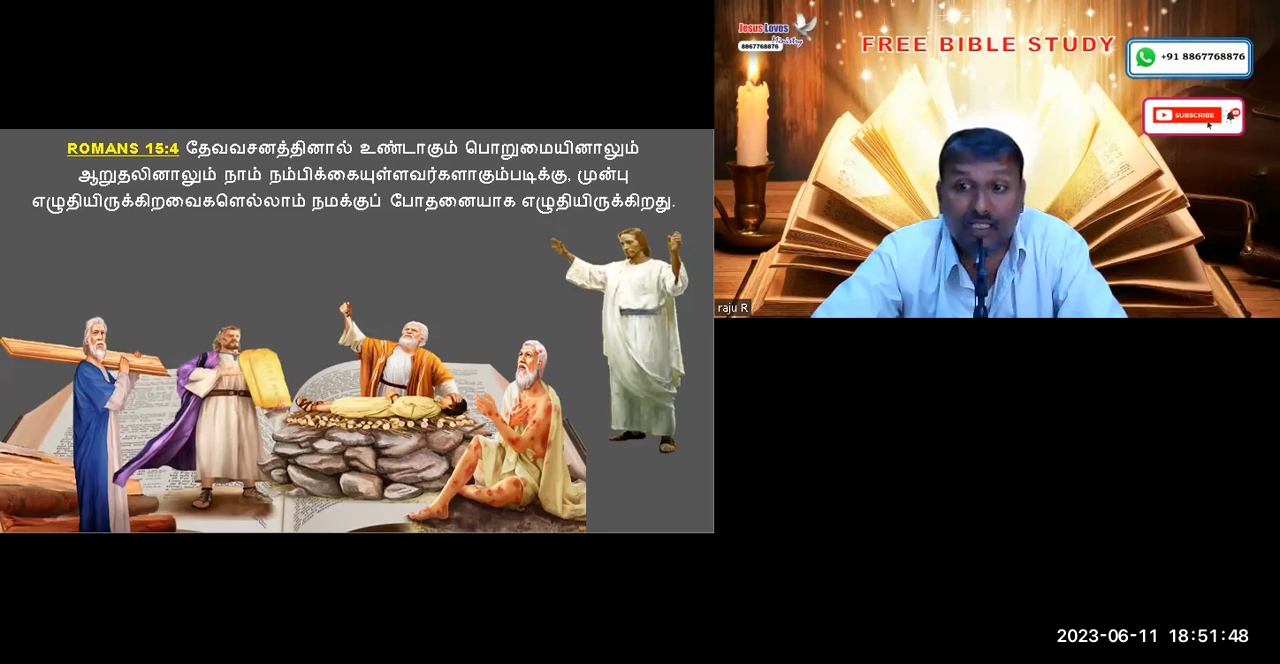 ROMANS 15:4 தேவவசனத்தினால் உண்டாகும் பொறுமையினாலும்
ஆறுதலினாலும் நாம் நம்பிக்கையுள்ளவர்களாகும்படிக்கு, முன்பு
எழுதியிருக்கிறவைகளெல்லாம் நமக்குப் போதனையாக எழுதியிருக்கிறது.
Jesus Loves
Ministry
8867768876
FREE BIBLE STUDY
+91 8867768876
SUBSCRIBE
raju R
2023-06-11 18:51:48